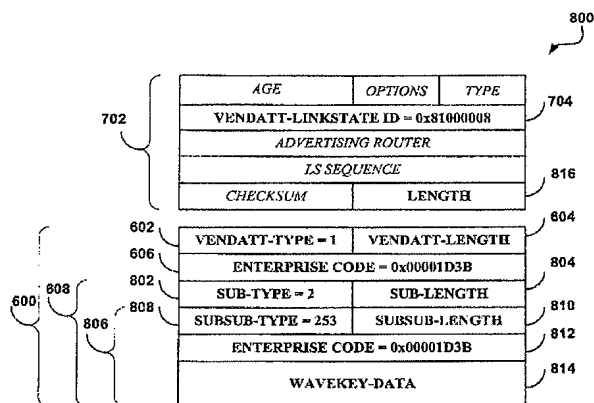 800
AGE OPTIONS TYPE
702 VENDATT-LINKSTATE ID = 0x81000008 704
ADVERTISING ROUTER
LS SEQUENCE 816
CHECKSUM LENGTH
602 604
VENDATT-TYPE = 1 VENDATT-LENGTH
606 ENTERPRISE CODE = 0x00001D3B 804
802 SUB-TYPE = 2 SUB-LENGTH
600 608 806 808 SUBSUB-TYPE = 253 SUBSUB-LENGTH 810
ENTERPRISE CODE = 0x00001D3B 812
WAVEKEY-DATA 814